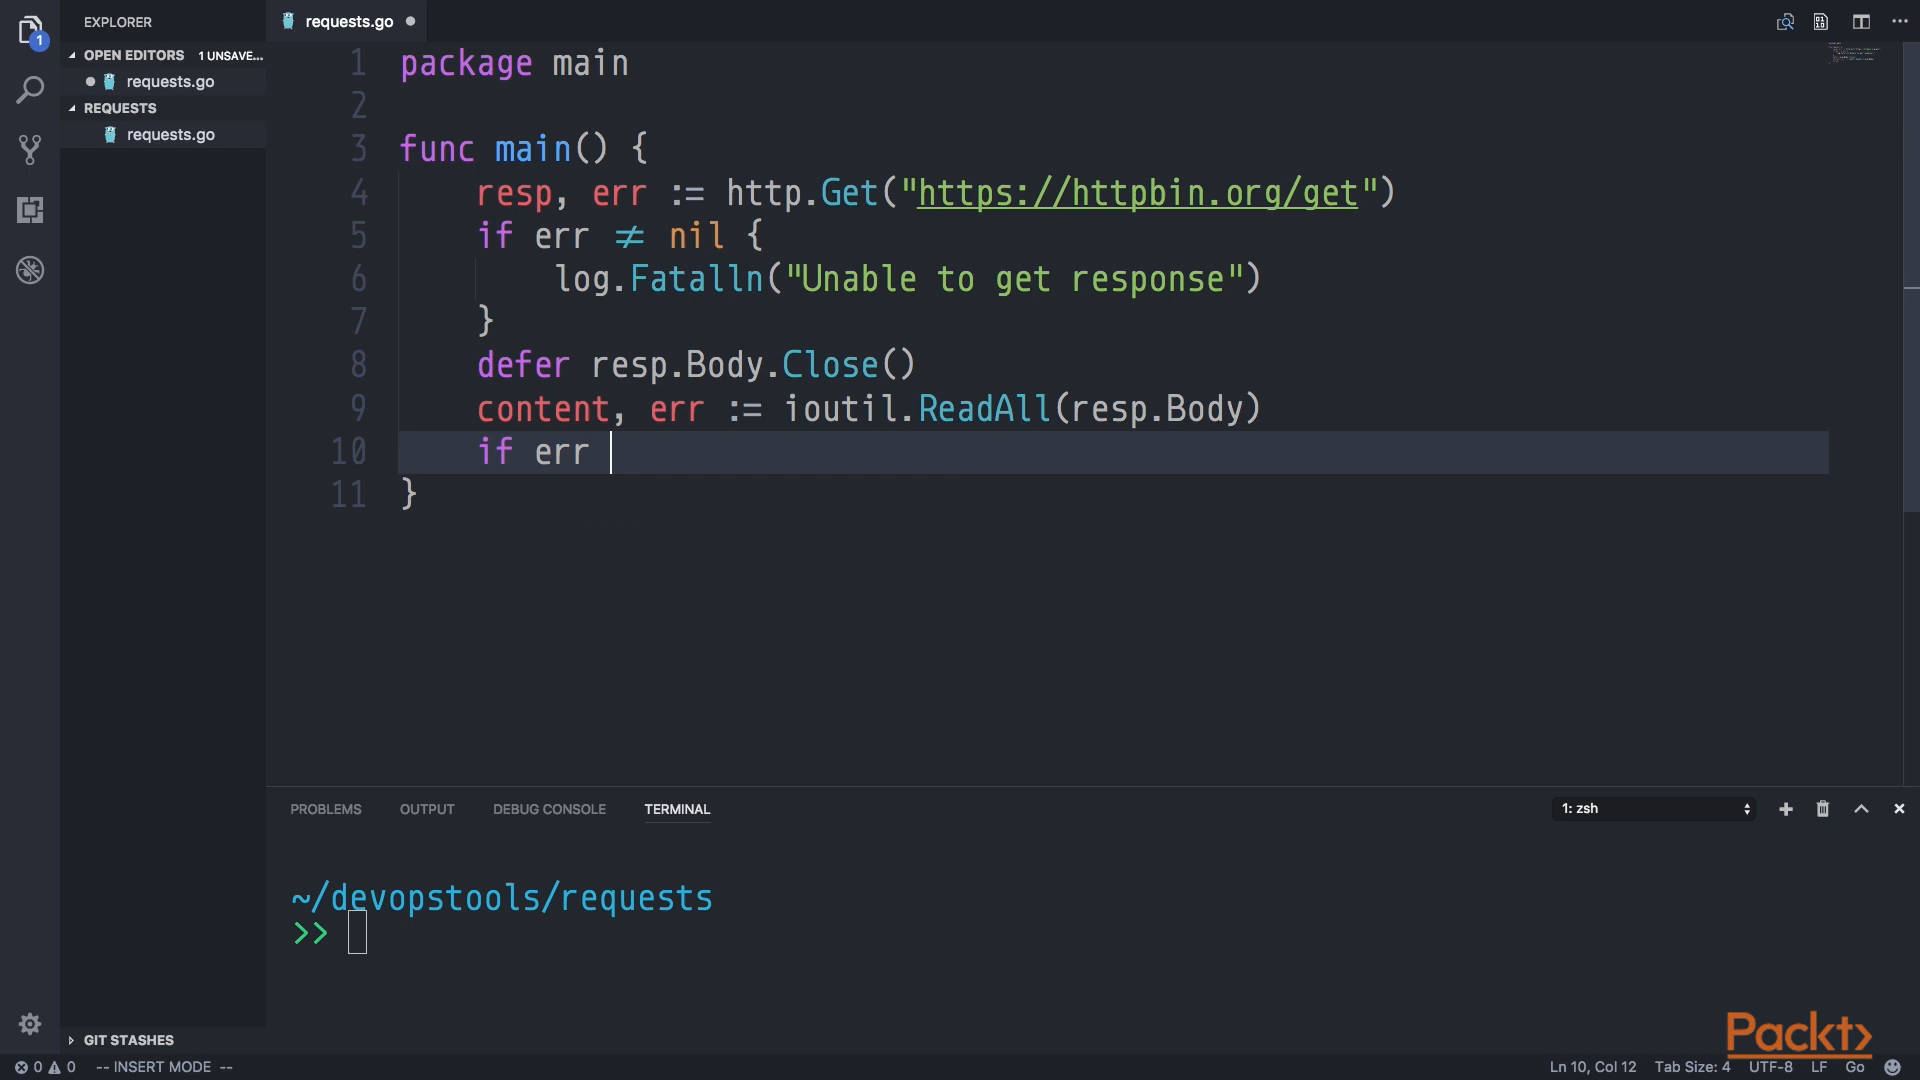 EXPLORER
OPEN EDITORS 1 UNSAVE...
requests.go
REQUESTS
requests.go
requests.go
1 package main
2
3 func main() {
4 resp, err := http.Get("https://httpbin.org/get")
5 if err ≠ nil {
6 log.Fatalln("Unable to get response")
7 }
8 defer resp.Body.Close()
9 content, err := ioutil.ReadAll(resp.Body)
10 if err
11 }
PROBLEMS OUTPUT DEBUG CONSOLE TERMINAL 1: zsh
~/devopstools/requests
>>
GIT STASHES
Packt>
0 0 -- INSERT MODE -- Ln 10, Col 12 Tab Size: 4 UTF-8 LF Go
1